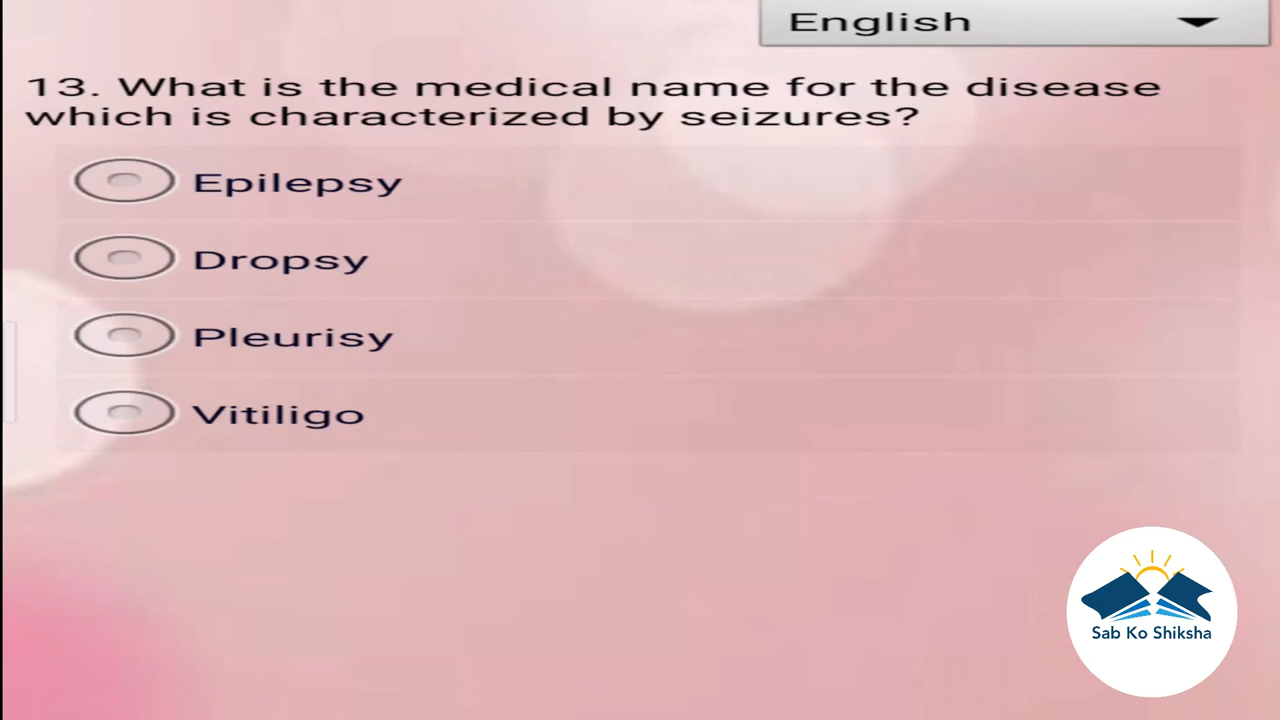 English
13. What is the medical name for the disease
which is characterized by seizures?
Epilepsy
Dropsy
Pleurisy
Vitiligo
Sab Ko Shiksha